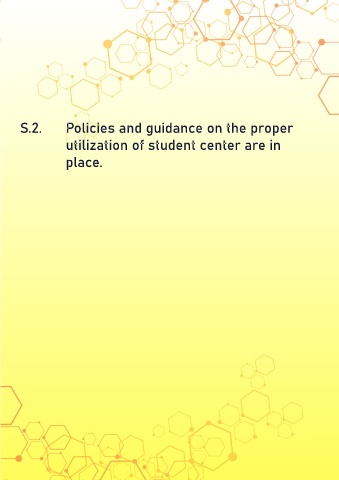 S.2. Policies and guidance on the proper
utilization of student center are in
place.